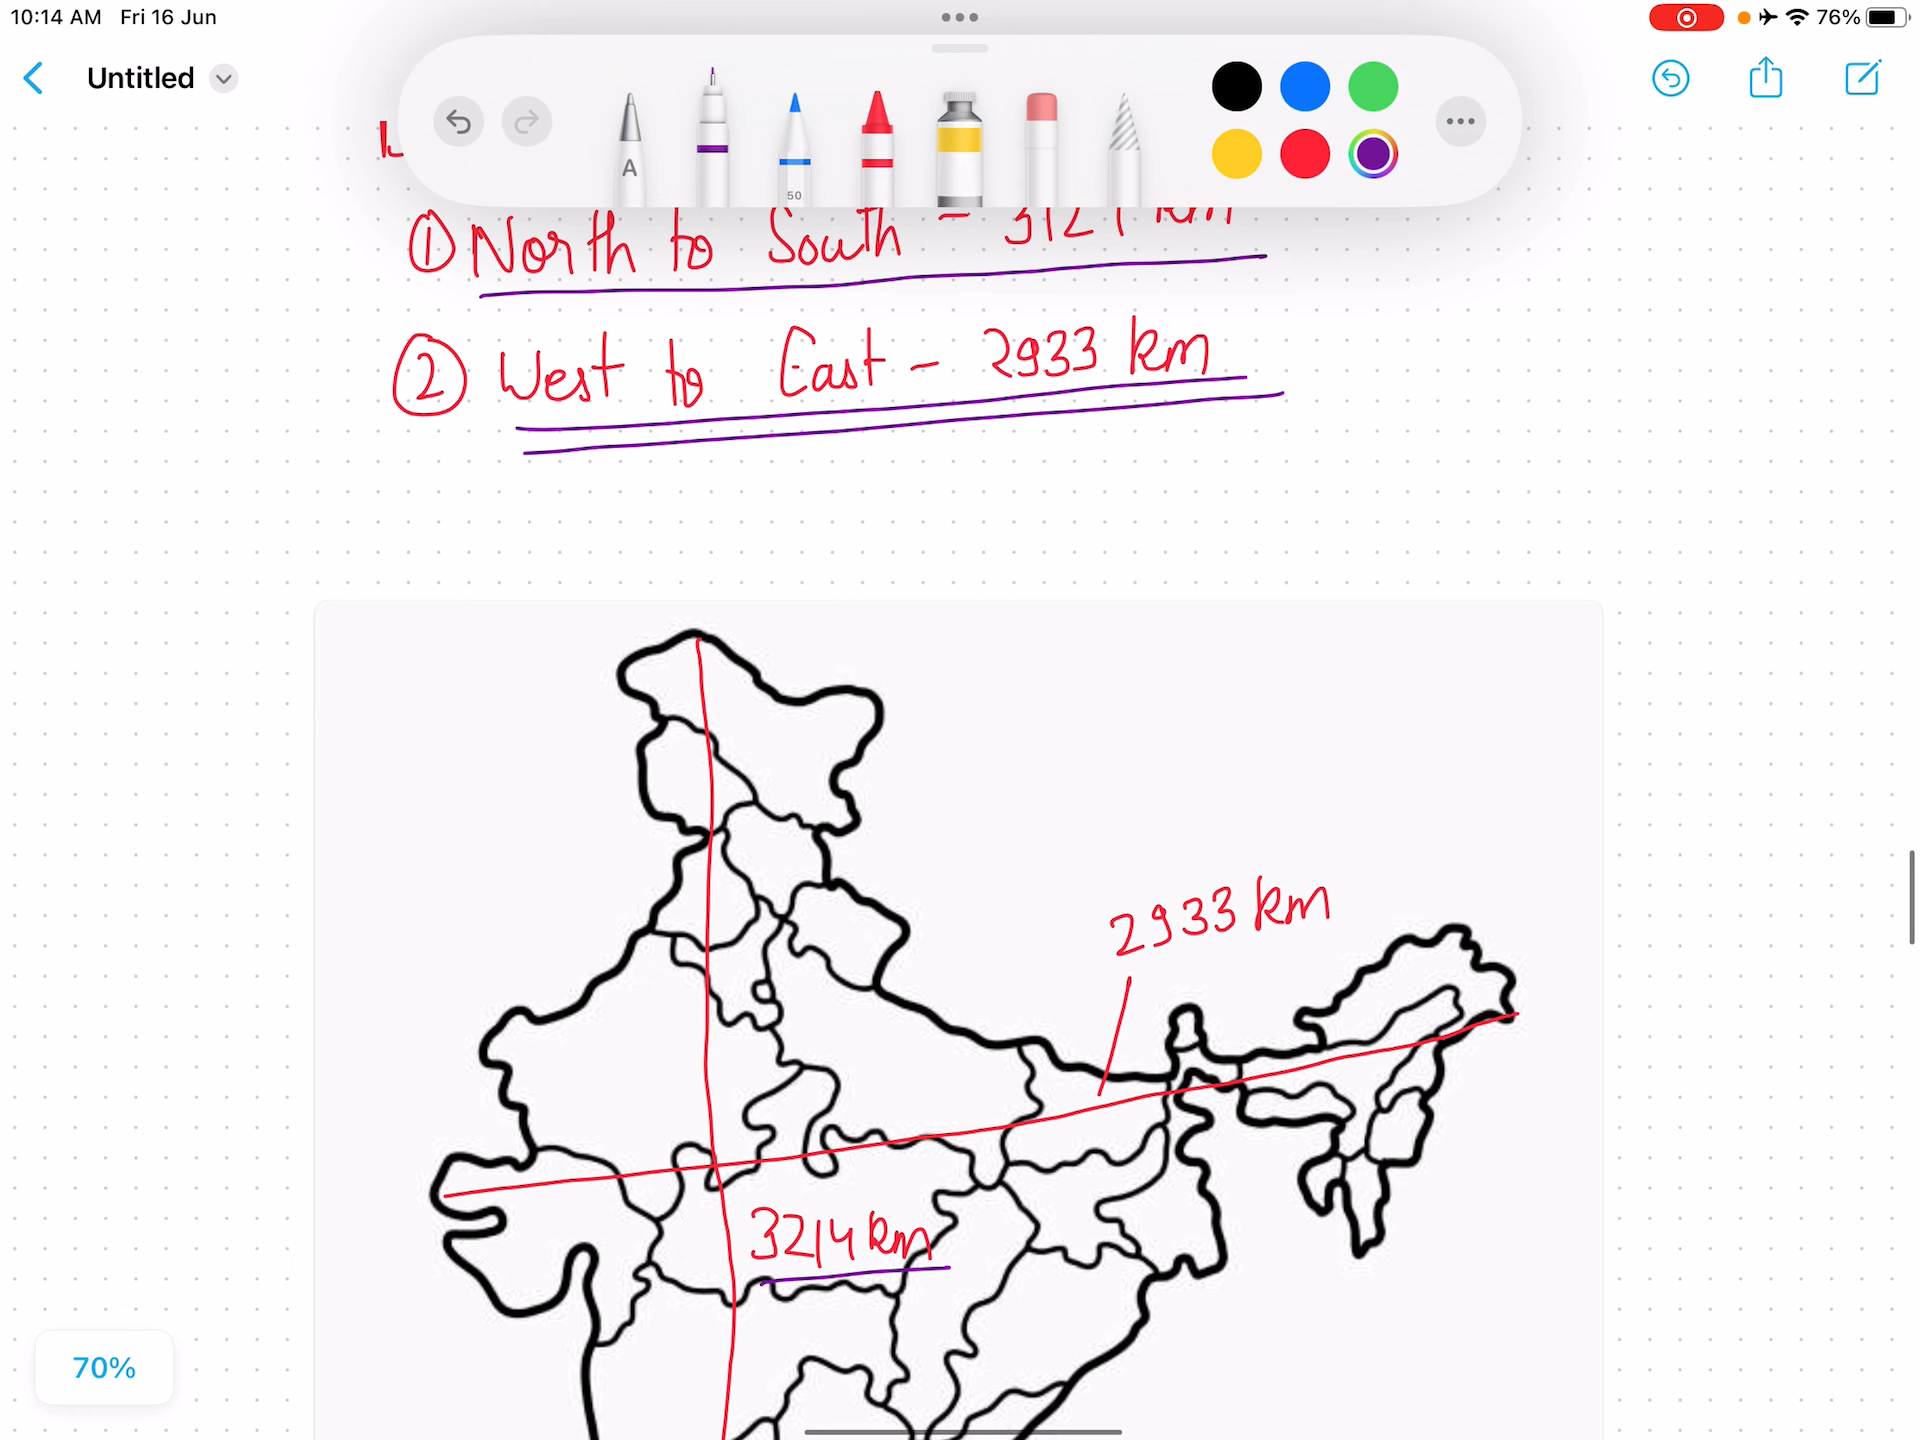 10:14 AM Fri 16 Jun
76%
Untitled
A
50
① North to South -
② West to East - 2933 km
2933 km
3214 km
70%